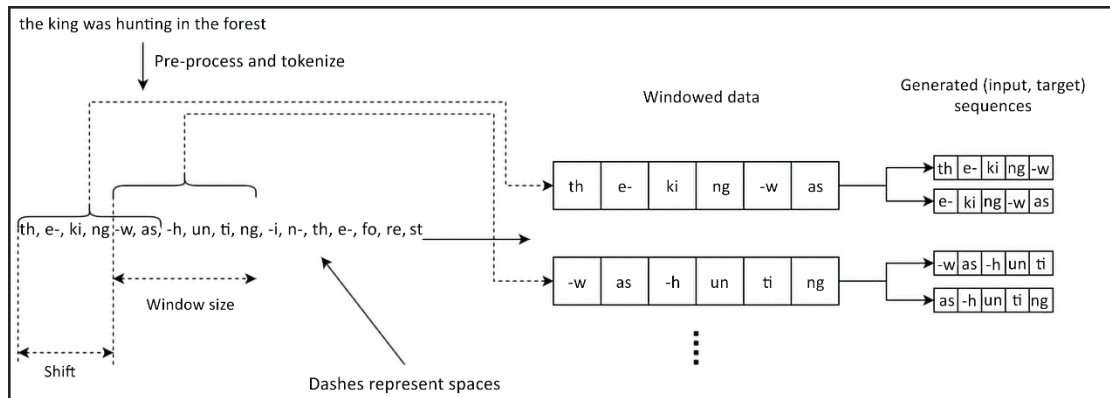 the king was hunting in the forest
Pre-process and tokenize
Windowed data
Generated (input, target)
sequences
th e- ki ng -w as
th e- ki ng -w
e- ki ng -w as
th, e-, ki, ng -w, as, -h, un, ti, ng, -i, n-, th, e-, fo, re, st
-w as -h un ti ng
-w as -h un ti
as -h un ti ng
Window size
Shift
Dashes represent spaces